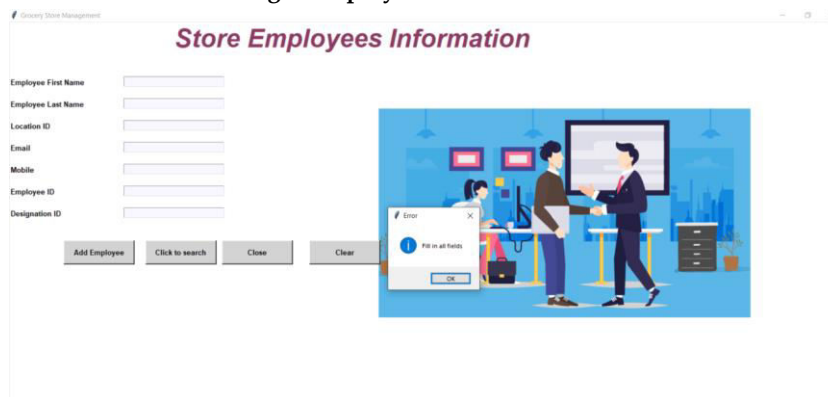 Grocery Store Management
Store Employees Information
Employee First Name
Employee Last Name
Location ID
Email
Mobile
Employee ID
Designation ID
Add Employee
Click to search
Close
Clear
Error
Fill in all fields
OK